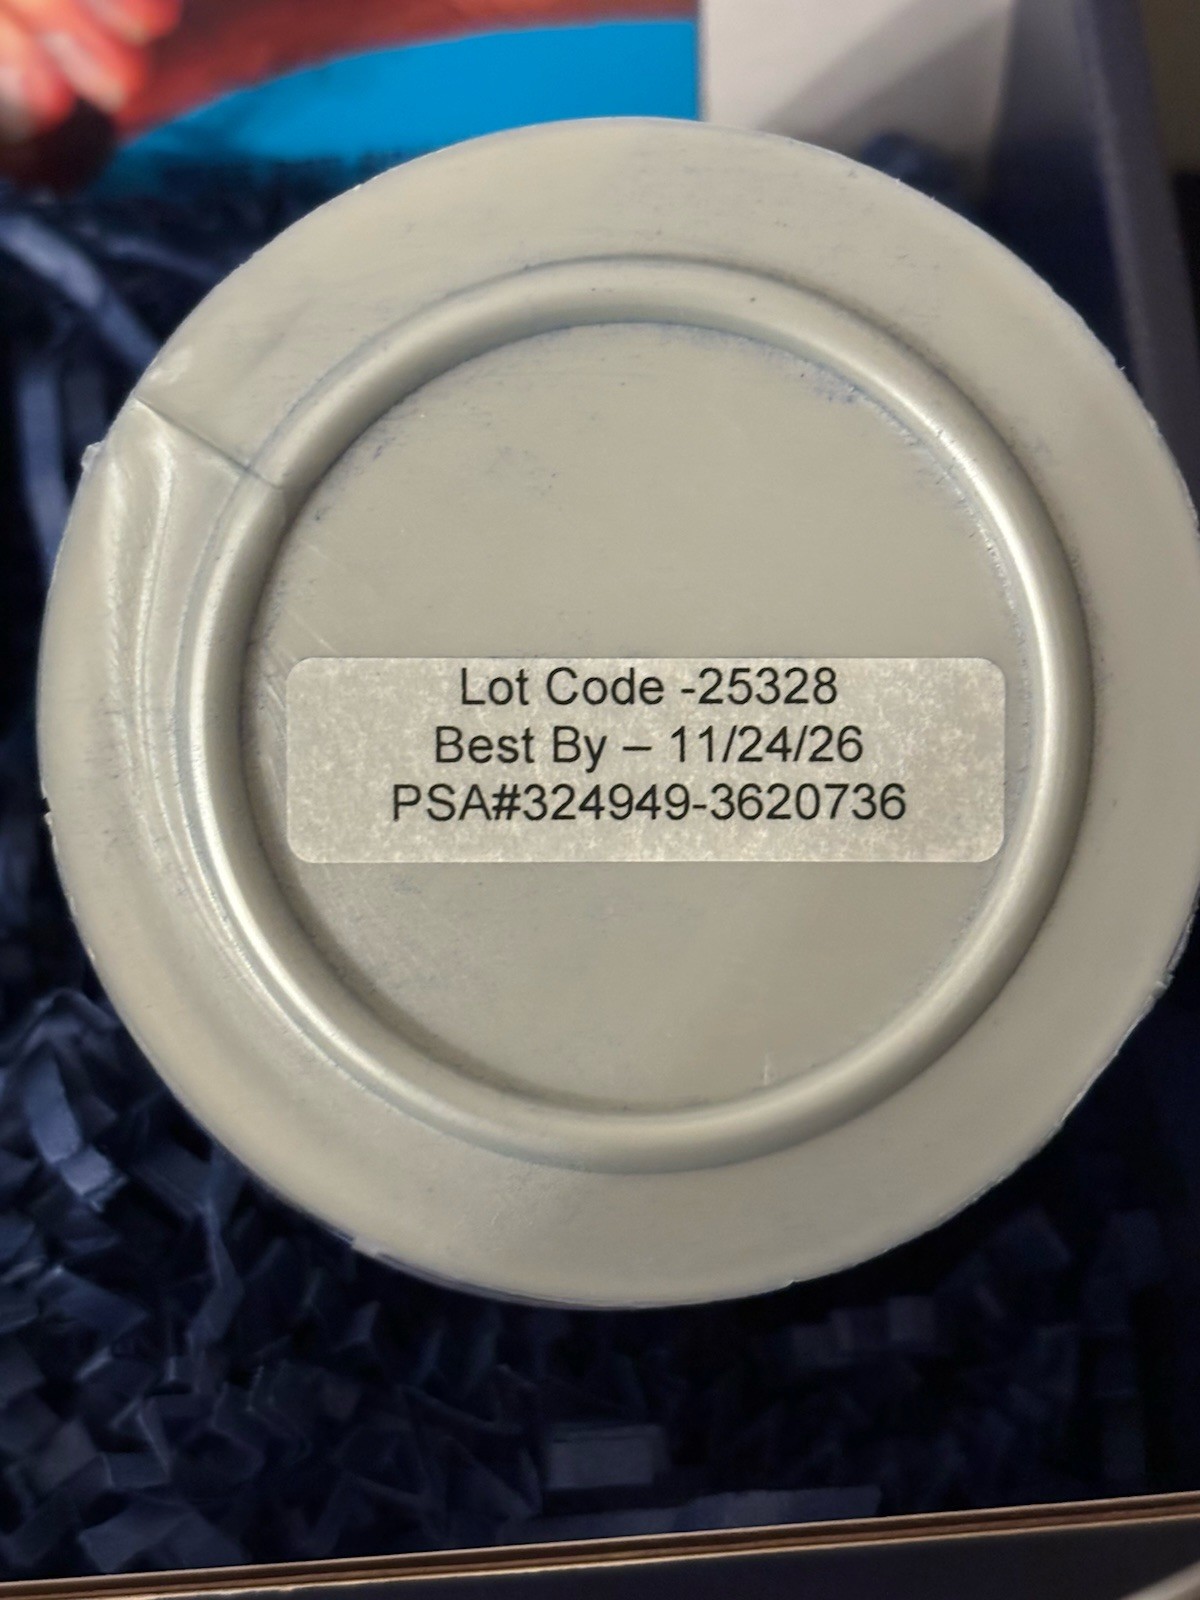 Lot Code -25328
Best By – 11/24/26
PSA#324949-3620736